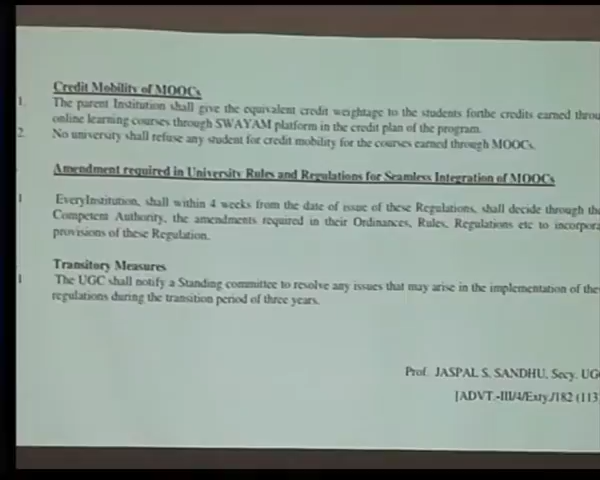 Credit Mobility of MOOCs
1. The parent Institution shall give the equivalent credit weightage to the students forthe credits earned throu
online learning courses through SWAYAM platform in the credit plan of the program.
2. No university shall refuse any student for credit mobility for the courses earned through MOOCs.
Amendment required in University Rules and Regulations for Seamless Integration of MOOCs
1 EveryInstitution, shall within 4 weeks from the date of issue of these Regulations, shall decide through the
Competent Authority, the amendments required in their Ordinances, Rules, Regulations etc to incorpora
provisions of these Regulation.
Transitory Measures
1 The UGC shall notify a Standing committee to resolve any issues that may arise in the implementation of the
regulations during the transition period of three years.
Prof. JASPAL S. SANDHU, Secy. UG
[ADVT.-III/4/Exty./182 (113